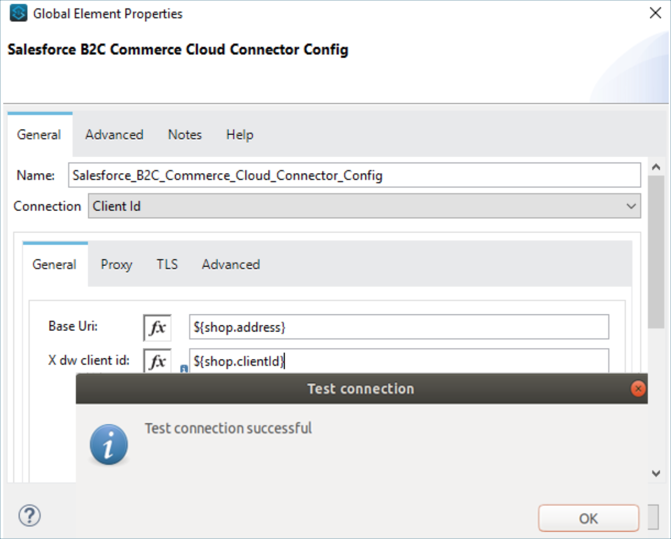 Global Element Properties
Salesforce B2C Commerce Cloud Connector Config
General Advanced Notes Help
Name: Salesforce_B2C_Commerce_Cloud_Connector_Config
Connection Client Id
General Proxy TLS Advanced
Base Uri: fx ${shop.address}
X dw client id: fx ${shop.clientId}
Test connection
Test connection successful
OK